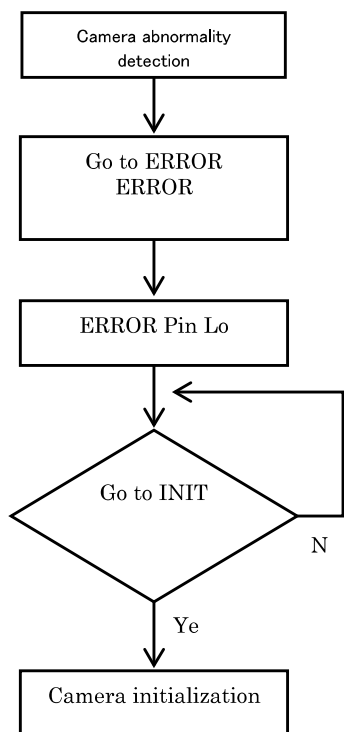 Camera abnormality
detection
Go to ERROR
ERROR
ERROR Pin Lo
Go to INIT
N
Ye
Camera initialization